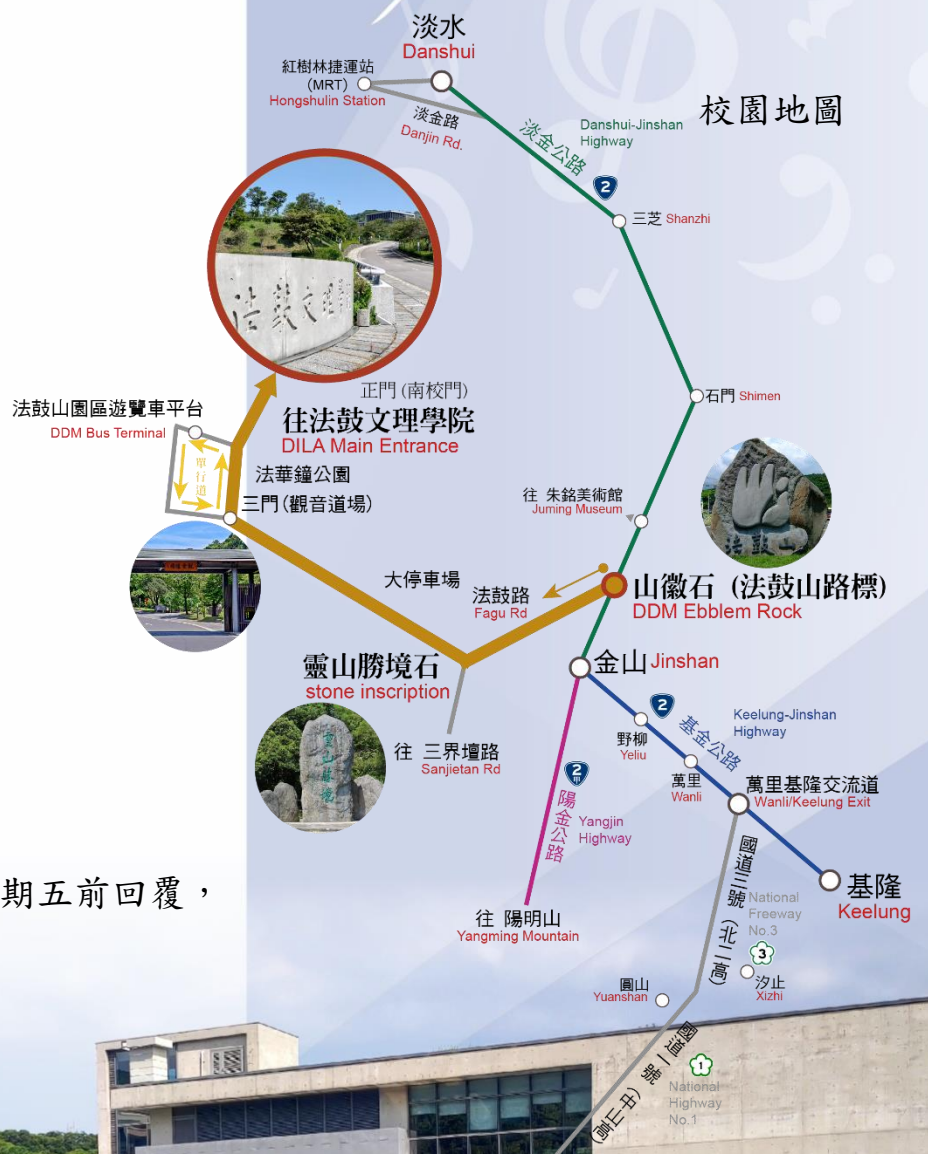 淡水
Danshui
紅樹林捷運站
(MRT)
Hongshulin Station
淡金路
Danjin Rd.
校園地圖
淡金公路
Danshui-Jinshan
Highway
2
三芝 Shanzhi
法鼓文理
石門 Shimen
正門(南校門)
往法鼓文理學院
DILA Main Entrance
法鼓山園區遊覽車平台
DDM Bus Terminal
單行道
法華鐘公園
三門(觀音道場)
往 朱銘美術館
Juming Museum
法鼓山
大停車場
法鼓路
Fagu Rd
山徽石 (法鼓山路標)
DDM Ebblem Rock
靈山勝境石
stone inscription
金山 Jinshan
往 三界壇路
Sanjietan Rd
2
基金公路
Keelung-Jinshan
Highway
野柳
Yeliu
萬里
Wanli
2甲
陽金公路
Yangjin
Highway
萬里基隆交流道
Wanli/Keelung Exit
往 陽明山
Yangming Mountain
基隆
Keelung
期五前回覆，
國道三號(北二高)
National
Freeway
No.3
3
汐止
Xizhi
圓山
Yuanshan
國道一號(中山高)
1
National
Highway
No.1